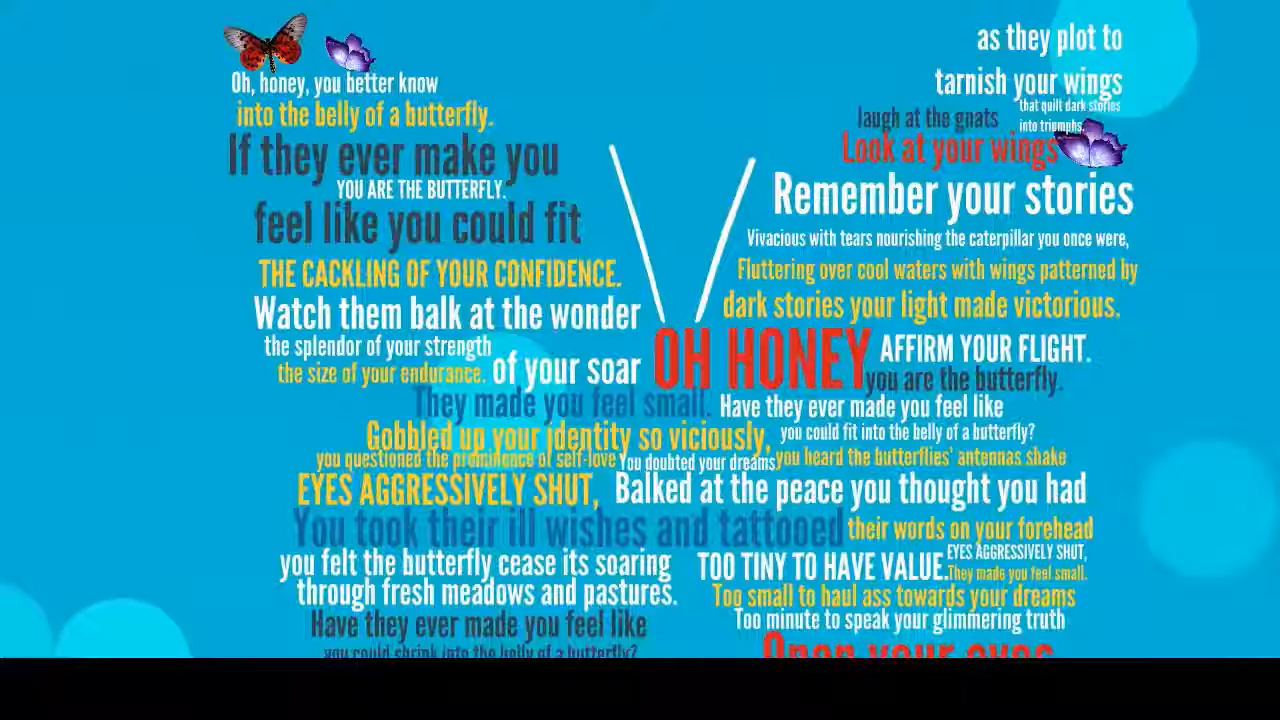 Oh, honey, you better know
into the belly of a butterfly.
If they ever make you
YOU ARE THE BUTTERFLY.
feel like you could fit
THE CACKLING OF YOUR CONFIDENCE.
Watch them balk at the wonder
the splendor of your strength
of your soar
the size of your endurance.
as they plot to
tarnish your wings
that quilt dark stories
laugh at the gnats
into triumphs.
Look at your wings
Remember your stories
Vivacious with tears nourishing the caterpillar you once were,
Fluttering over cool waters with wings patterned by
dark stories your light made victorious.
OH HONEY
AFFIRM YOUR FLIGHT.
you are the butterfly.
They made you feel small.
Have they ever made you feel like
Gobbled up your identity so viciously,
you could fit into the belly of a butterfly?
you questioned the prominence of self-love
You doubted your dreams
you heard the butterflies' antennas shake
EYES AGGRESSIVELY SHUT,
Balked at the peace you thought you had
You took their ill wishes and tattooed
their words on your forehead
you felt the butterfly cease its soaring
TOO TINY TO HAVE VALUE.
EYES AGGRESSIVELY SHUT,
They made you feel small.
through fresh meadows and pastures.
Too small to haul ass towards your dreams
Have they ever made you feel like
Too minute to speak your glimmering truth
you could shrink into the belly of a butterfly?
Open your eyes